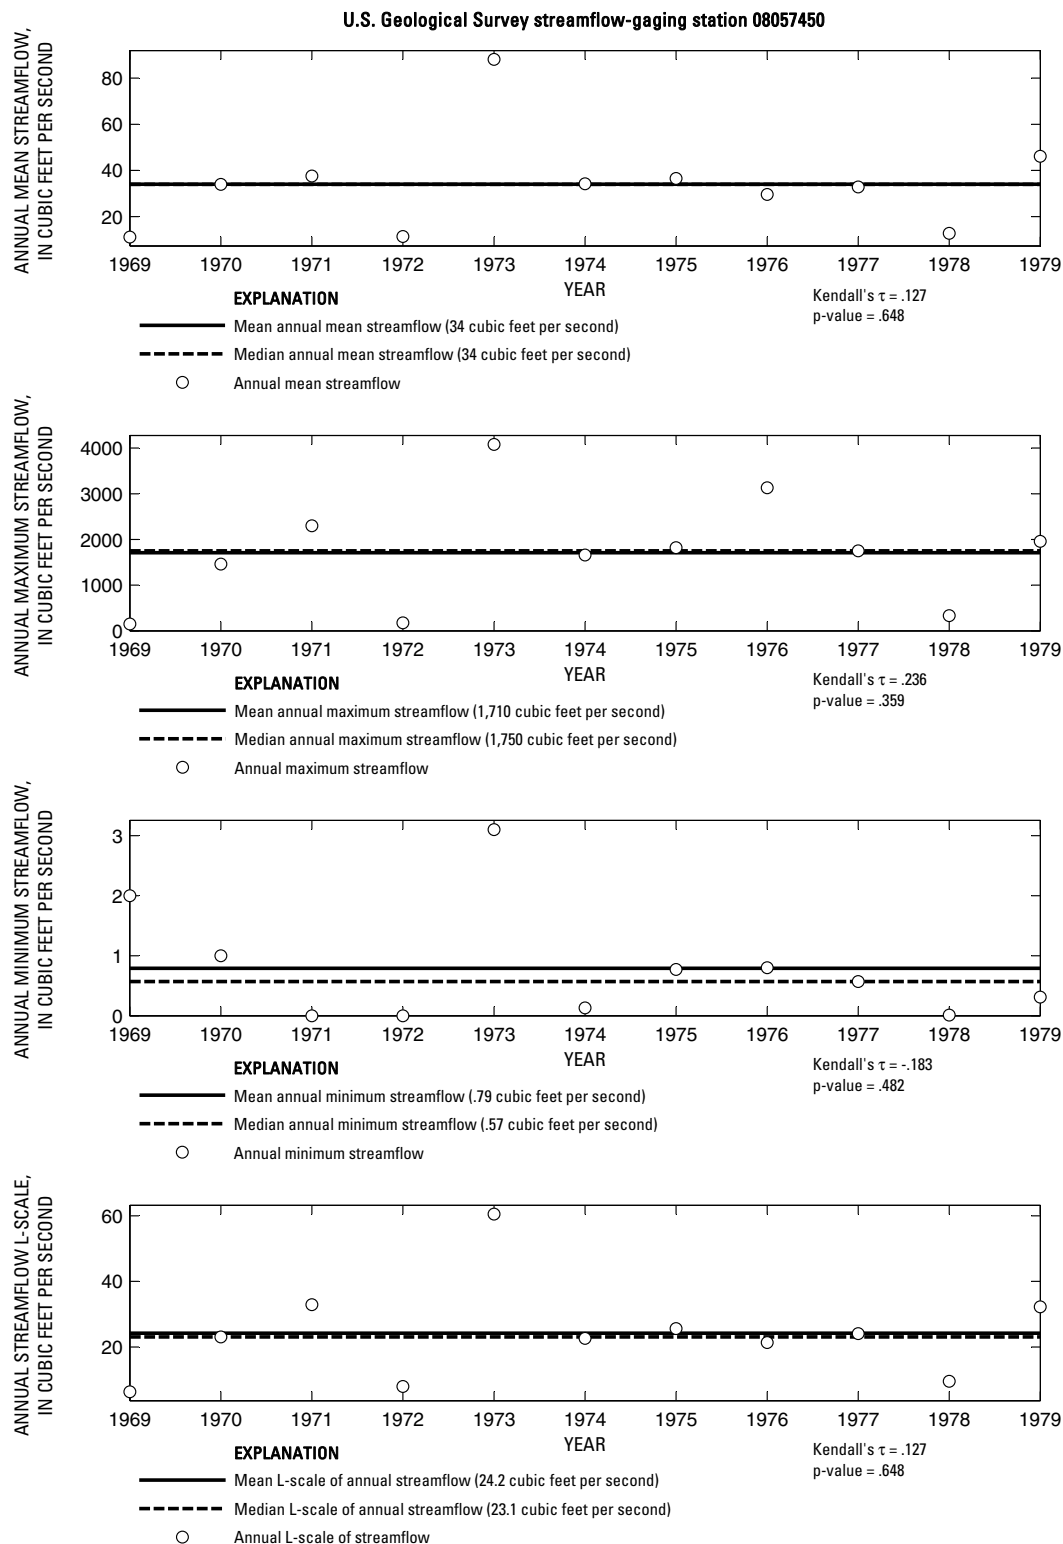 U.S. Geological Survey streamflow-gaging station 08057450
ANNUAL MEAN STREAMFLOW,
IN CUBIC FEET PER SECOND
80
60
40
20
1969 1970 1971 1972 1973 1974 1975 1976 1977 1978 1979
YEAR
Kendall's τ = .127
p-value = .648
EXPLANATION
Mean annual mean streamflow (34 cubic feet per second)
Median annual mean streamflow (34 cubic feet per second)
Annual mean streamflow
ANNUAL MAXIMUM STREAMFLOW,
IN CUBIC FEET PER SECOND
4000
3000
2000
1000
0
1969 1970 1971 1972 1973 1974 1975 1976 1977 1978 1979
YEAR
Kendall's τ = .236
p-value = .359
EXPLANATION
Mean annual maximum streamflow (1,710 cubic feet per second)
Median annual maximum streamflow (1,750 cubic feet per second)
Annual maximum streamflow
ANNUAL MINIMUM STREAMFLOW,
IN CUBIC FEET PER SECOND
3
2
1
0
1969 1970 1971 1972 1973 1974 1975 1976 1977 1978 1979
YEAR
Kendall's τ = -.183
p-value = .482
EXPLANATION
Mean annual minimum streamflow (.79 cubic feet per second)
Median annual minimum streamflow (.57 cubic feet per second)
Annual minimum streamflow
ANNUAL STREAMFLOW L-SCALE,
IN CUBIC FEET PER SECOND
60
40
20
1969 1970 1971 1972 1973 1974 1975 1976 1977 1978 1979
YEAR
Kendall's τ = .127
p-value = .648
EXPLANATION
Mean L-scale of annual streamflow (24.2 cubic feet per second)
Median L-scale of annual streamflow (23.1 cubic feet per second)
Annual L-scale of streamflow